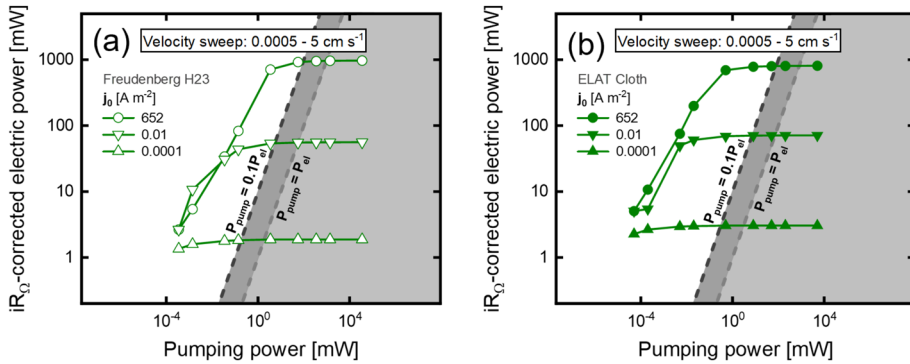 (a)
Velocity sweep: 0.0005 - 5 cm s⁻¹
Freudenberg H23
j₀ [A m⁻²]
652
0.01
0.0001
P_pump = 0.1P_el
P_pump = P_el
iR_Ω-corrected electric power [mW]
1000
100
10
1
10⁻⁴
10⁰
10⁴
Pumping power [mW]
(b)
Velocity sweep: 0.0005 - 5 cm s⁻¹
ELAT Cloth
j₀ [A m⁻²]
652
0.01
0.0001
P_pump = 0.1P_el
P_pump = P_el
iR_Ω-corrected electric power [mW]
1000
100
10
1
10⁻⁴
10⁰
10⁴
Pumping power [mW]